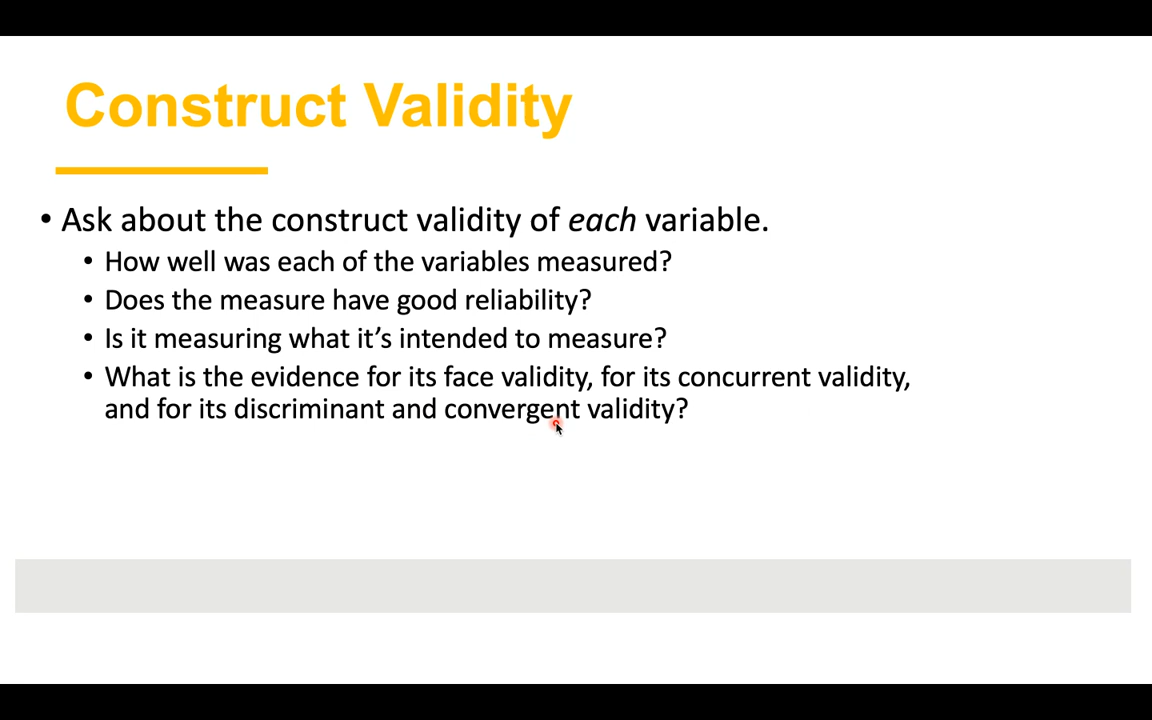 Construct Validity
• Ask about the construct validity of each variable.
• How well was each of the variables measured?
• Does the measure have good reliability?
• Is it measuring what it’s intended to measure?
• What is the evidence for its face validity, for its concurrent validity,
and for its discriminant and convergent validity?